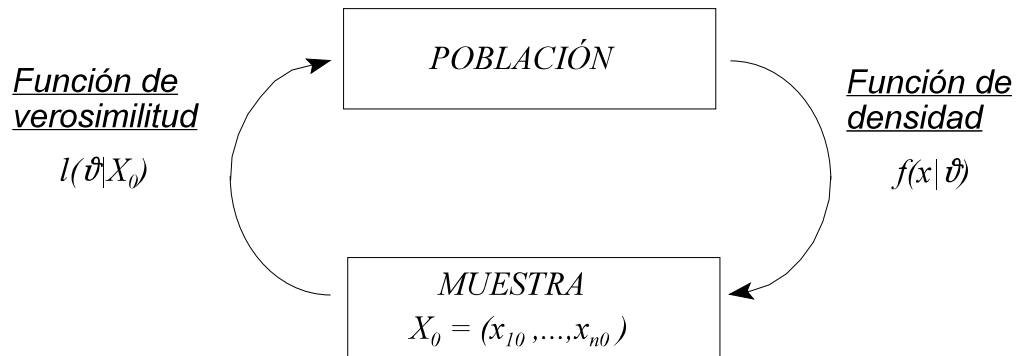 POBLACIÓN
Función de
verosimilitud
l(ϑ|X₀)
Función de
densidad
f(x|ϑ)
MUESTRA
X₀ = (x₁₀,...,xₙ₀)